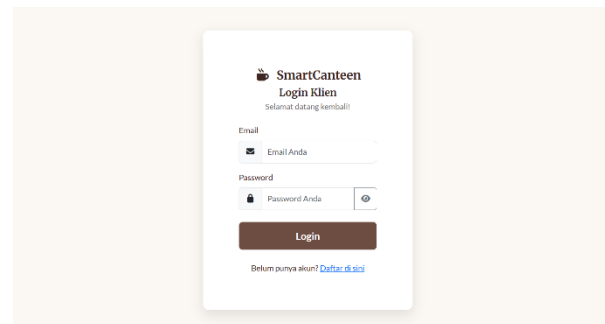 SmartCanteen
Login Klien
Selamat datang kembali!
Email
Email Anda
Password
Password Anda
Login
Belum punya akun? Daftar di sini